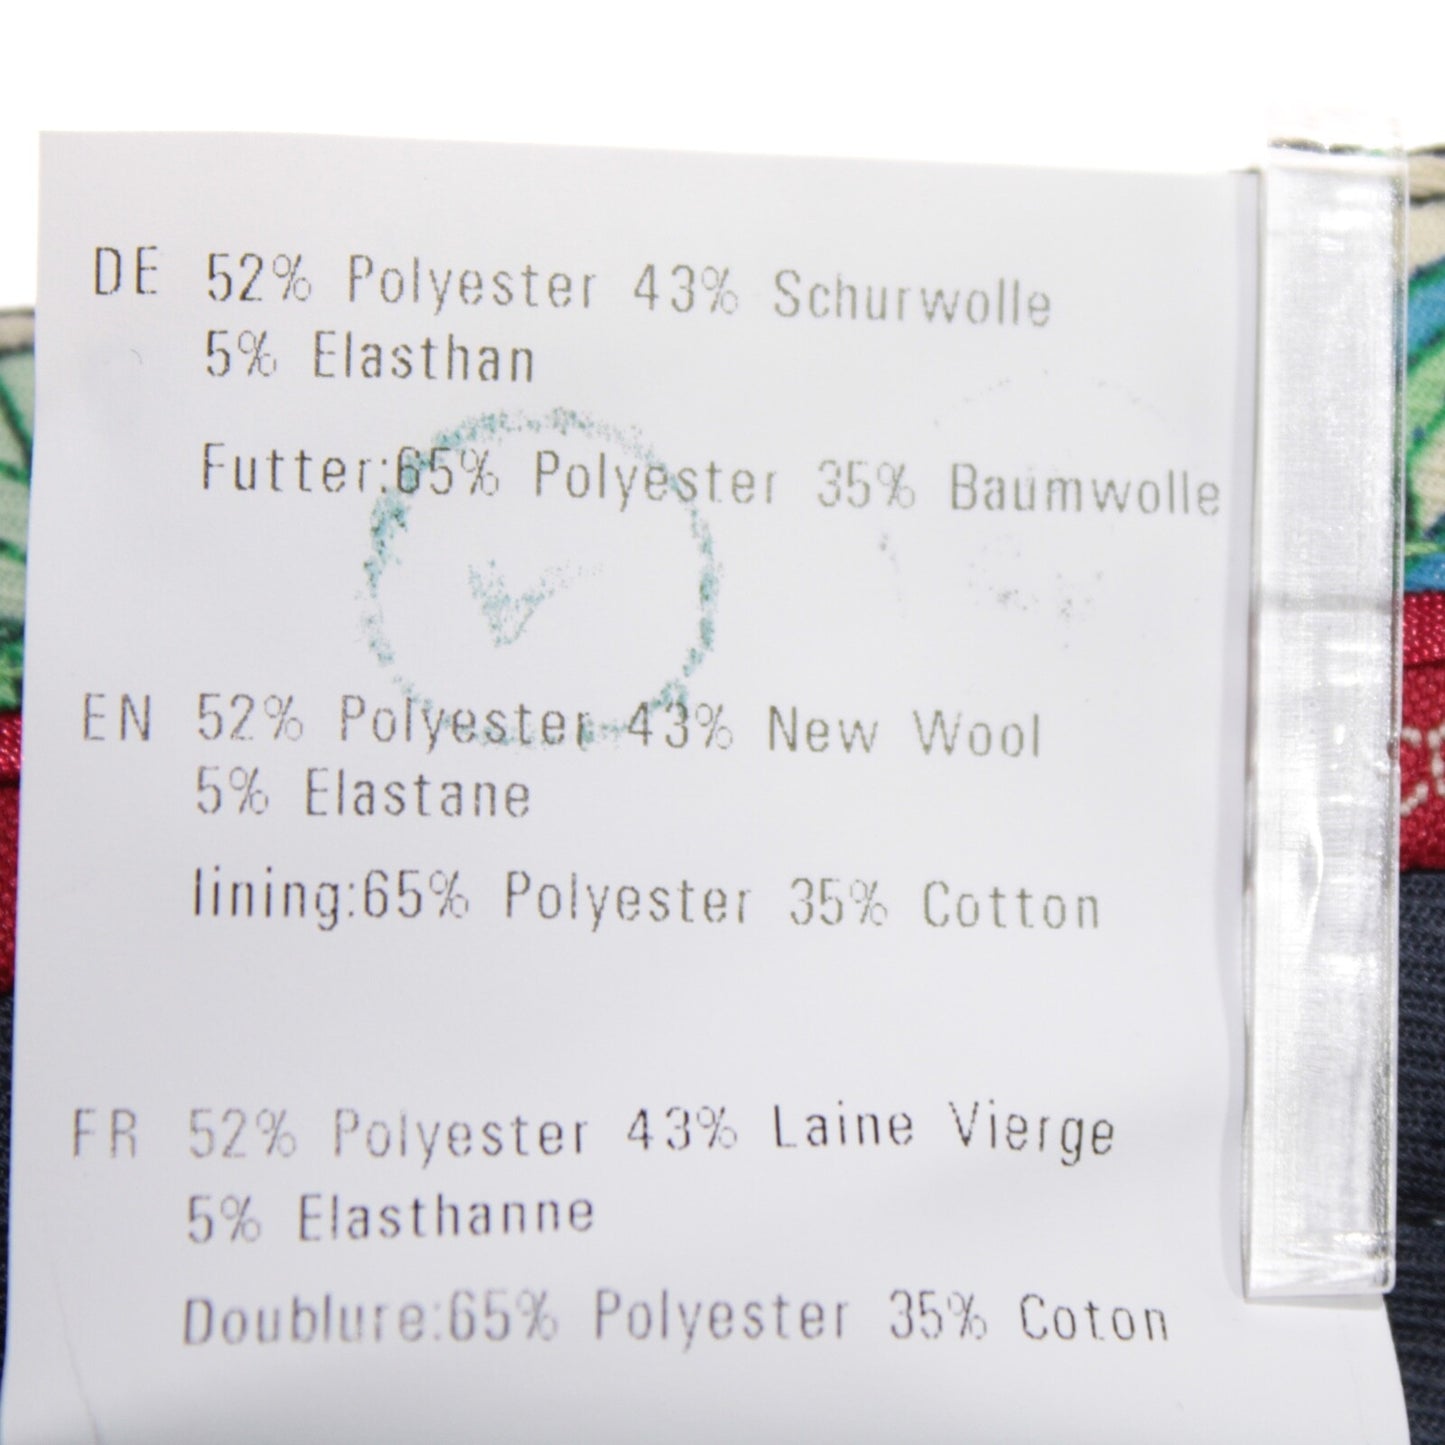 DE 52% Polyester 43% Schurwolle
5% Elasthan
Futter:65% Polyester 35% Baumwolle
EN 52% Polyester 43% New Wool
5% Elastane
lining:65% Polyester 35% Cotton
FR 52% Polyester 43% Laine Vierge
5% Elasthanne
Doublure:65% Polyester 35% Coton